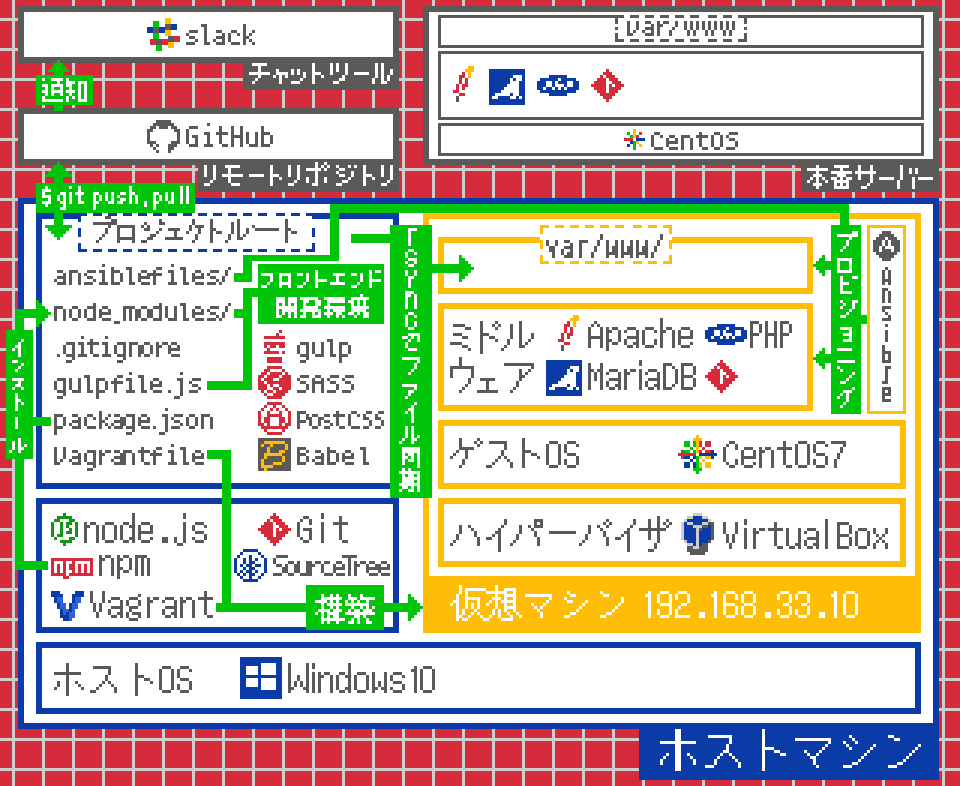 slack
チャットツール
通知
GitHub
リモートリポジトリ
$git push,pull
var/www
CentOS
本番サーバー
プロジェクトルート
ansiblefiles/
node_modules/
.gitignore
gulpfile.js
package.json
Vagrantfile
インストール
フロントエンド
開発環境
gulp
SASS
PostCSS
Babel
rsyncでファイル同期
var/www/
プロビジョニング
Ansible
ミドル
ウェア
Apache
PHP
MariaDB
ゲストOS
CentOS7
ハイパーバイザ
VirtualBox
仮想マシン 192.168.33.10
node.js
Git
npm
npm
SourceTree
Vagrant
構築
ホストOS
Windows10
ホストマシン